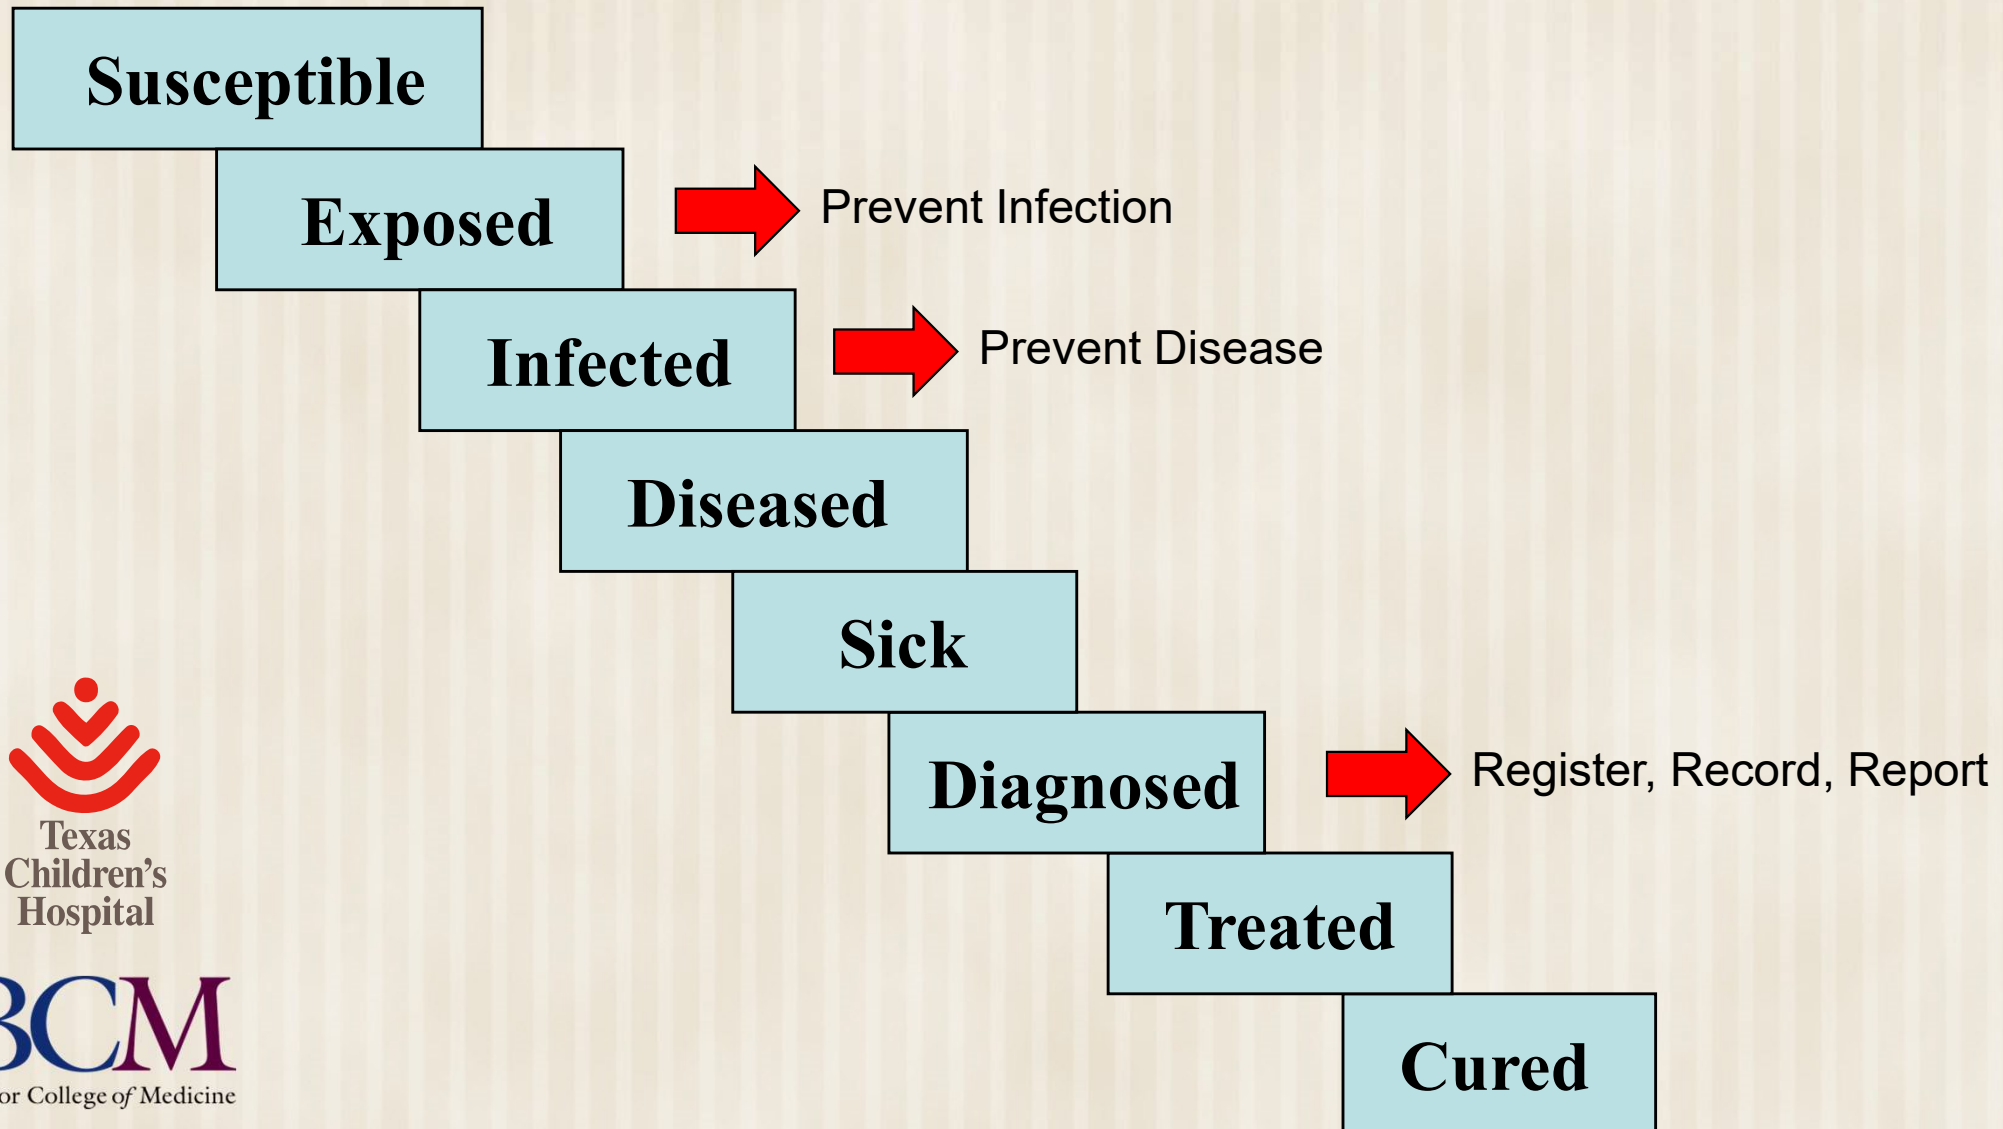 Susceptible
Exposed
Prevent Infection
Infected
Prevent Disease
Diseased
Sick
Diagnosed
Register, Record, Report
Treated
Cured
Texas
Children's
Hospital
BCM
or College of Medicine